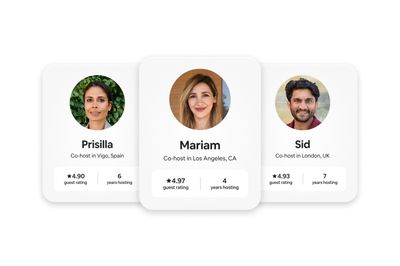 Prisilla
Co-host in Vigo, Spain
★4.90
guest rating
6
years hosting
Mariam
Co-host in Los Angeles, CA
★4.97
guest rating
4
years hosting
Sid
Co-host in London, UK
★4.93
guest rating
7
years hosting